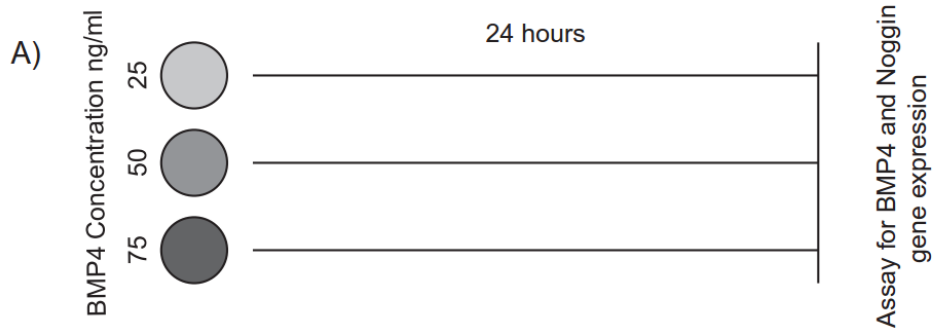 A)
BMP4 Concentration ng/ml
25
50
75
24 hours
Assay for BMP4 and Noggin
gene expression